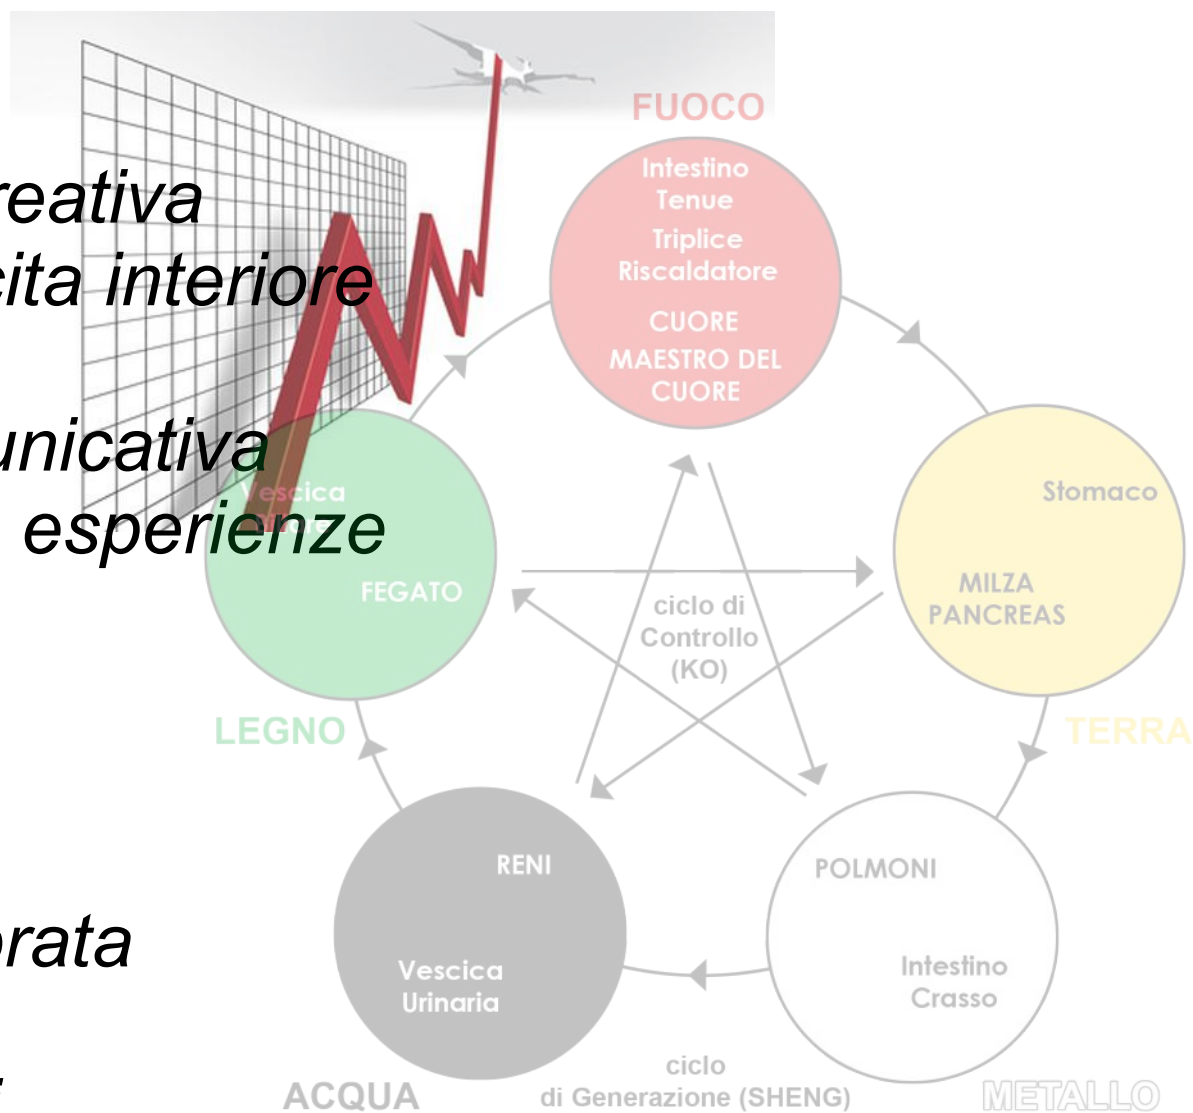 FUOCO
Intestino
Tenue
Triplice
Riscaldatore
CUORE
MAESTRO DEL
CUORE
reativa
cita interiore
unicativa
esperienze
Vescica
FEGATO
LEGNO
Stomaco
MILZA
PANCREAS
TERRA
ciclo di
Controllo
(KO)
RENI
Vescica
Urinaria
ACQUA
POLMONI
Intestino
Crasso
METALLO
orata
ciclo
di Generazione (SHENG)